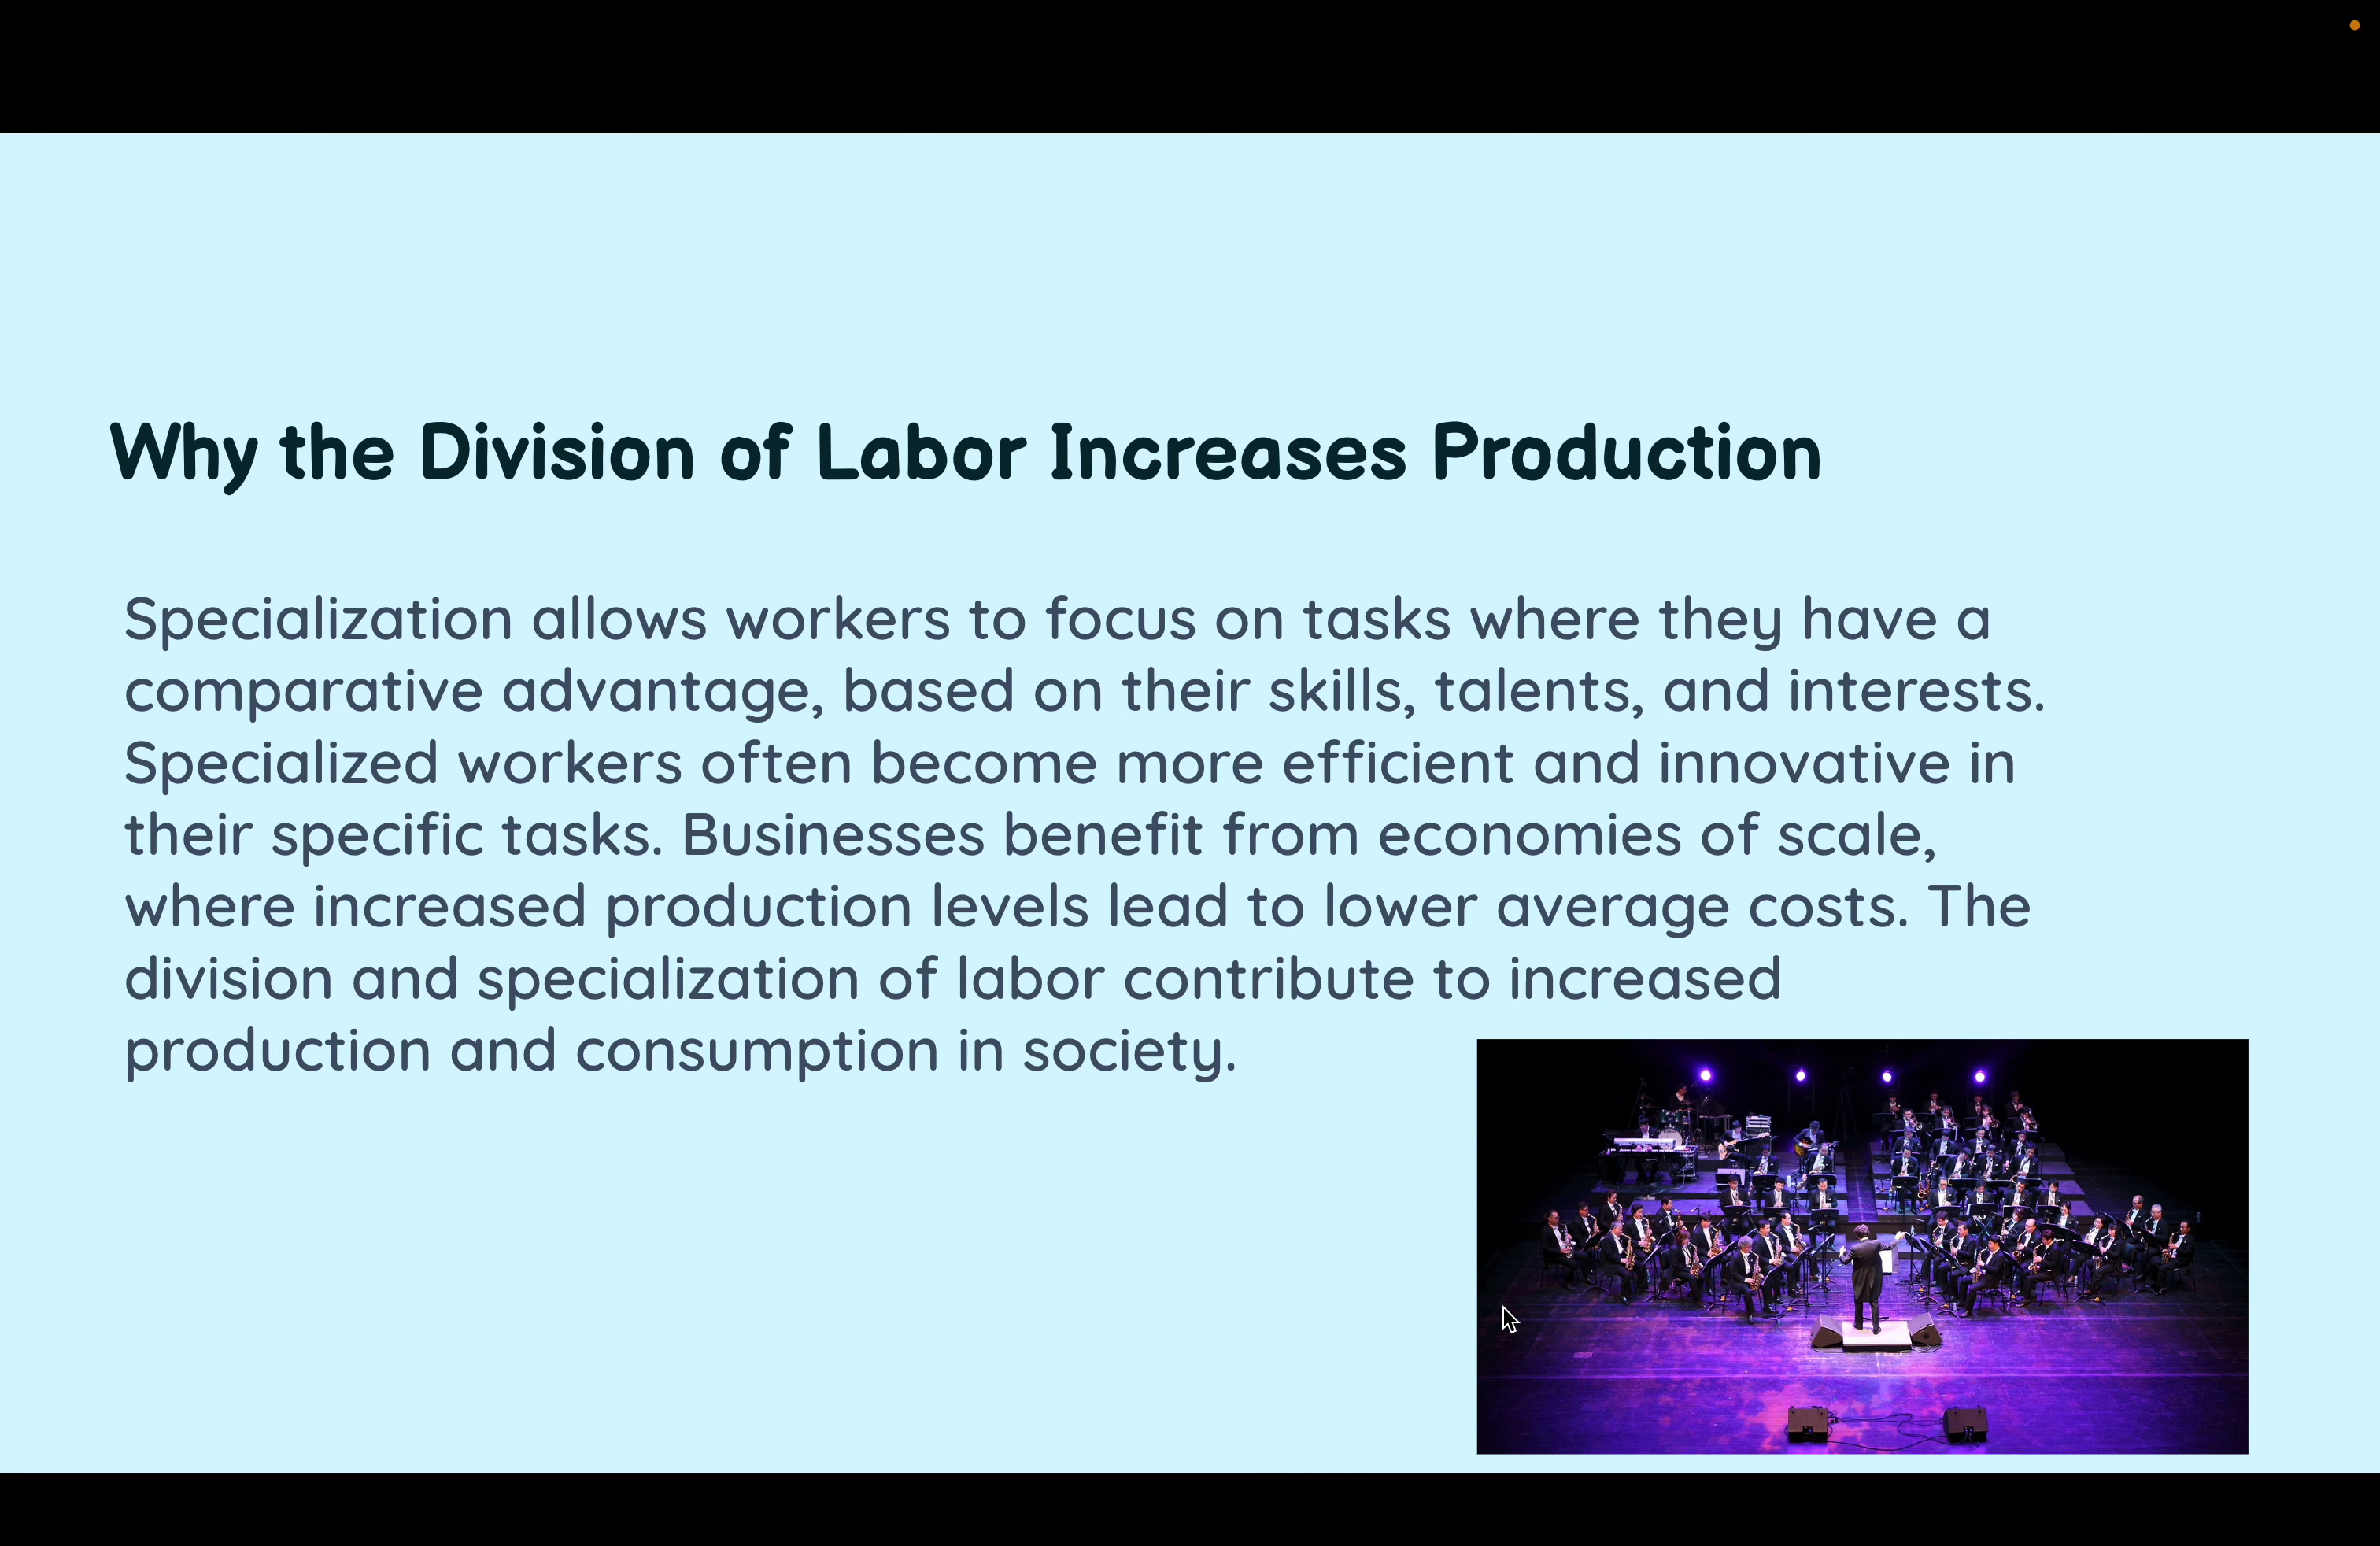 Why the Division of Labor Increases Production
Specialization allows workers to focus on tasks where they have a
comparative advantage, based on their skills, talents, and interests.
Specialized workers often become more efficient and innovative in
their specific tasks. Businesses benefit from economies of scale,
where increased production levels lead to lower average costs. The
division and specialization of labor contribute to increased
production and consumption in society.